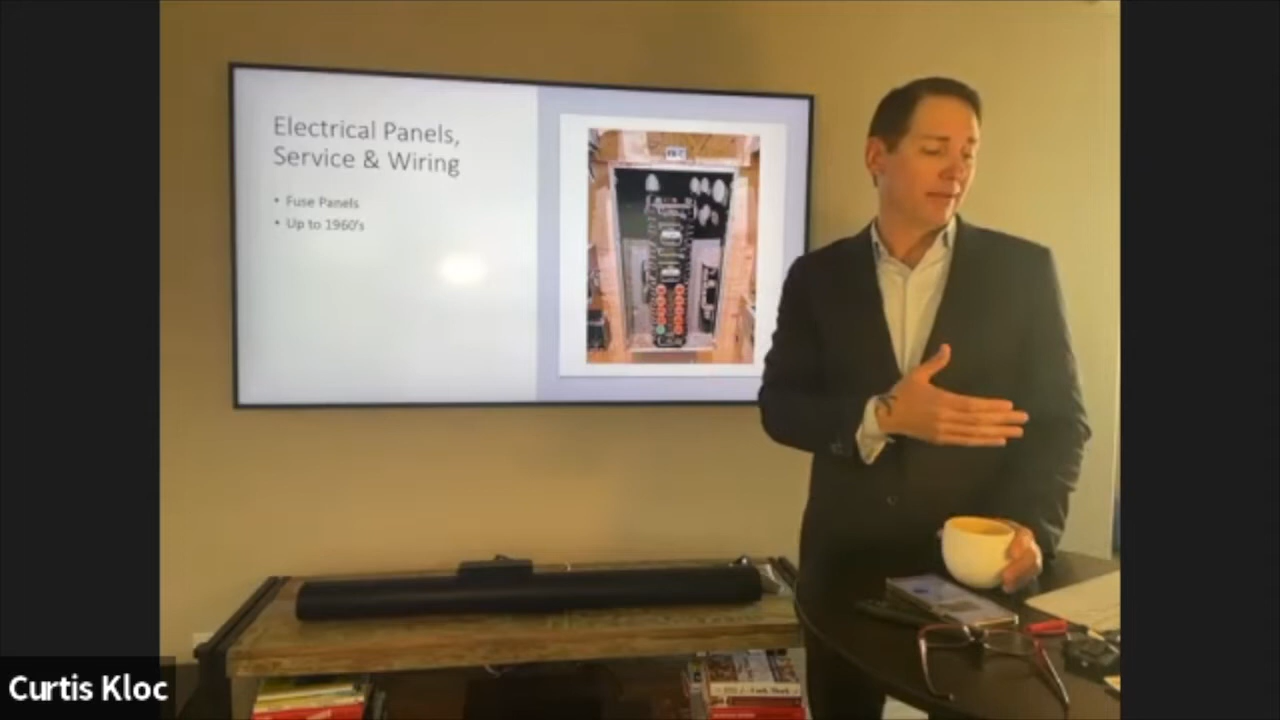 Electrical Panels,
Service & Wiring
• Fuse Panels
• Up to 1960's
Curtis Kloc